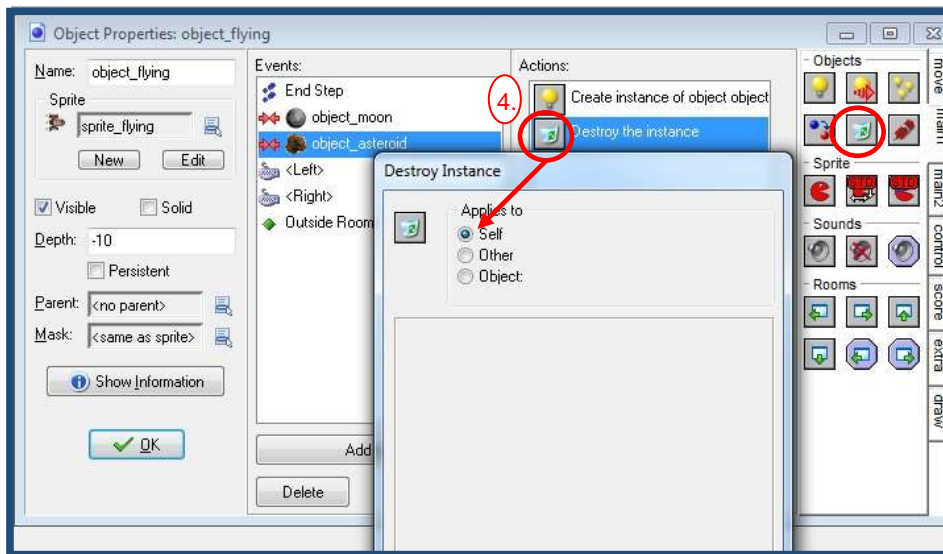 Object Properties: object_flying
Name: object_flying
Sprite
sprite_flying
New
Edit
Visible
Solid
Depth: -10
Persistent
Parent: <no parent>
Mask: <same as sprite>
Show Information
OK
Events:
End Step
object_moon
object_asteroid
<Left>
<Right>
Outside Room
Add
Delete
Actions:
4.
Create instance of object object
Destroy the instance
Destroy Instance
Applies to
Self
Other
Object:
Objects
Sprite
Sounds
Rooms
move
main1
main2
control
score
extra
draw